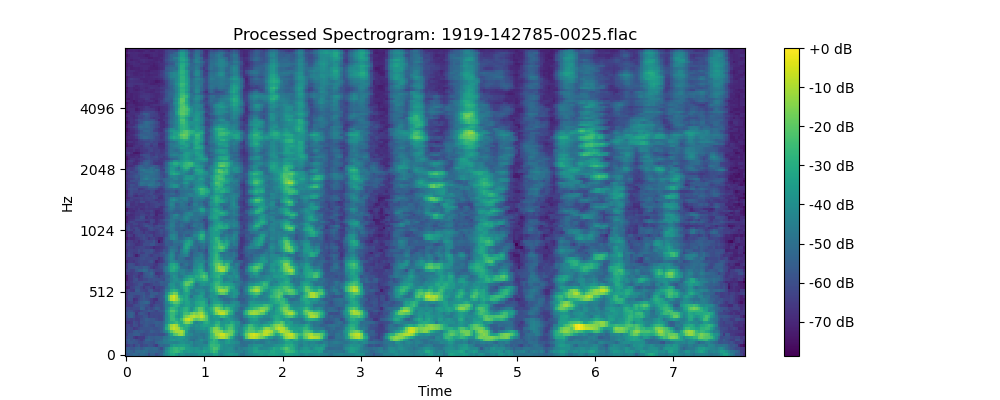 Processed Spectrogram: 1919-142785-0025.flac
Hz
4096
2048
1024
512
0
0 1 2 3 4 5 6 7
Time
+0 dB
-10 dB
-20 dB
-30 dB
-40 dB
-50 dB
-60 dB
-70 dB